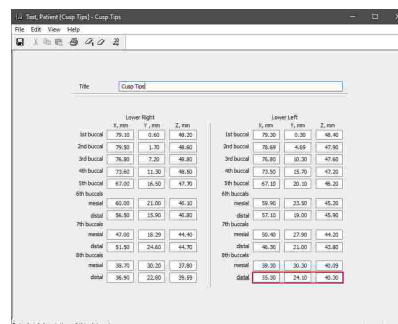 Test, Patient [Cusp Tips] - Cusp Tips
File Edit View Help
Title Cusp Tips
Lower Right Lower Left
X, mm Y, mm Z, mm X, mm Y, mm Z, mm
1st buccal 79.10 0.60 48.20 1st buccal 79.20 0.30 48.40
2nd buccal 79.50 1.70 48.60 2nd buccal 78.69 4.69 47.90
3rd buccal 76.80 7.20 48.80 3rd buccal 76.80 10.30 47.60
4th buccal 73.60 11.30 48.50 4th buccal 73.50 15.70 47.20
5th buccal 67.00 16.50 47.70 5th buccal 67.10 20.10 46.20
6th buccals 6th buccals
mesial 60.00 21.00 46.10 mesial 59.90 23.50 45.20
distal 56.50 15.90 46.80 distal 57.10 19.00 45.90
7th buccals 7th buccals
mesial 47.00 18.29 44.40 mesial 50.40 27.90 44.20
distal 51.50 24.60 44.70 distal 46.30 21.00 43.80
8th buccals 8th buccals
mesial 38.70 30.20 37.80 mesial 39.30 30.30 40.09
distal 36.90 22.80 39.59 distal 35.30 24.10 40.30